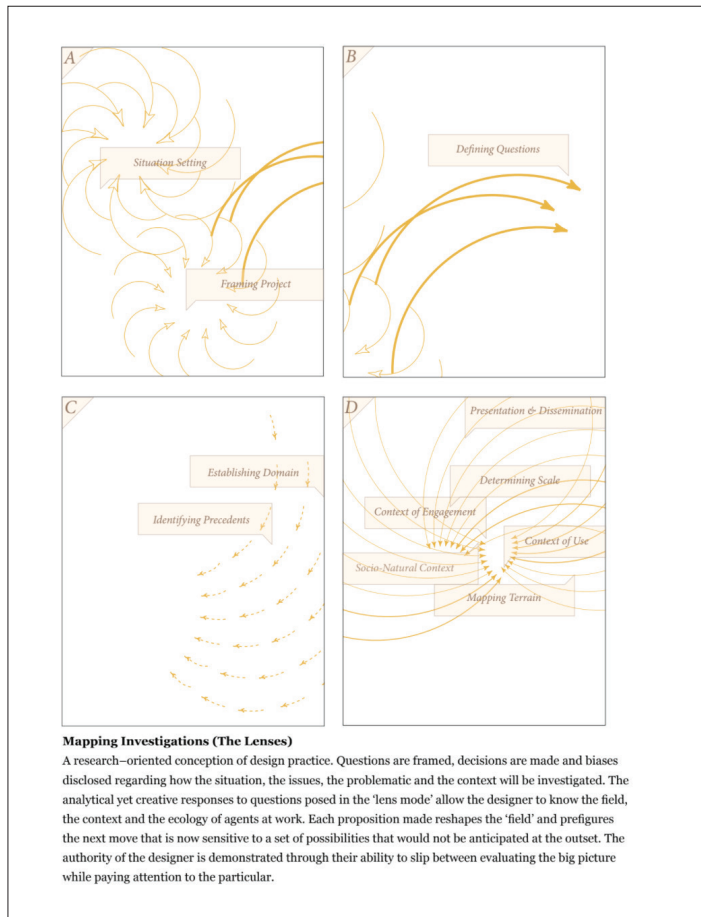 A
Situation Setting
Framing Project
B
Defining Questions
C
Establishing Domain
Identifying Precedents
D
Presentation & Dissemination
Determining Scale
Context of Engagement
Context of Use
Socio-Natural Context
Mapping Terrain
Mapping Investigations (The Lenses)
A research–oriented conception of design practice. Questions are framed, decisions are made and biases
disclosed regarding how the situation, the issues, the problematic and the context will be investigated. The
analytical yet creative responses to questions posed in the ‘lens mode’ allow the designer to know the field,
the context and the ecology of agents at work. Each proposition made reshapes the ‘field’ and prefigures
the next move that is now sensitive to a set of possibilities that would not be anticipated at the outset. The
authority of the designer is demonstrated through their ability to slip between evaluating the big picture
while paying attention to the particular.